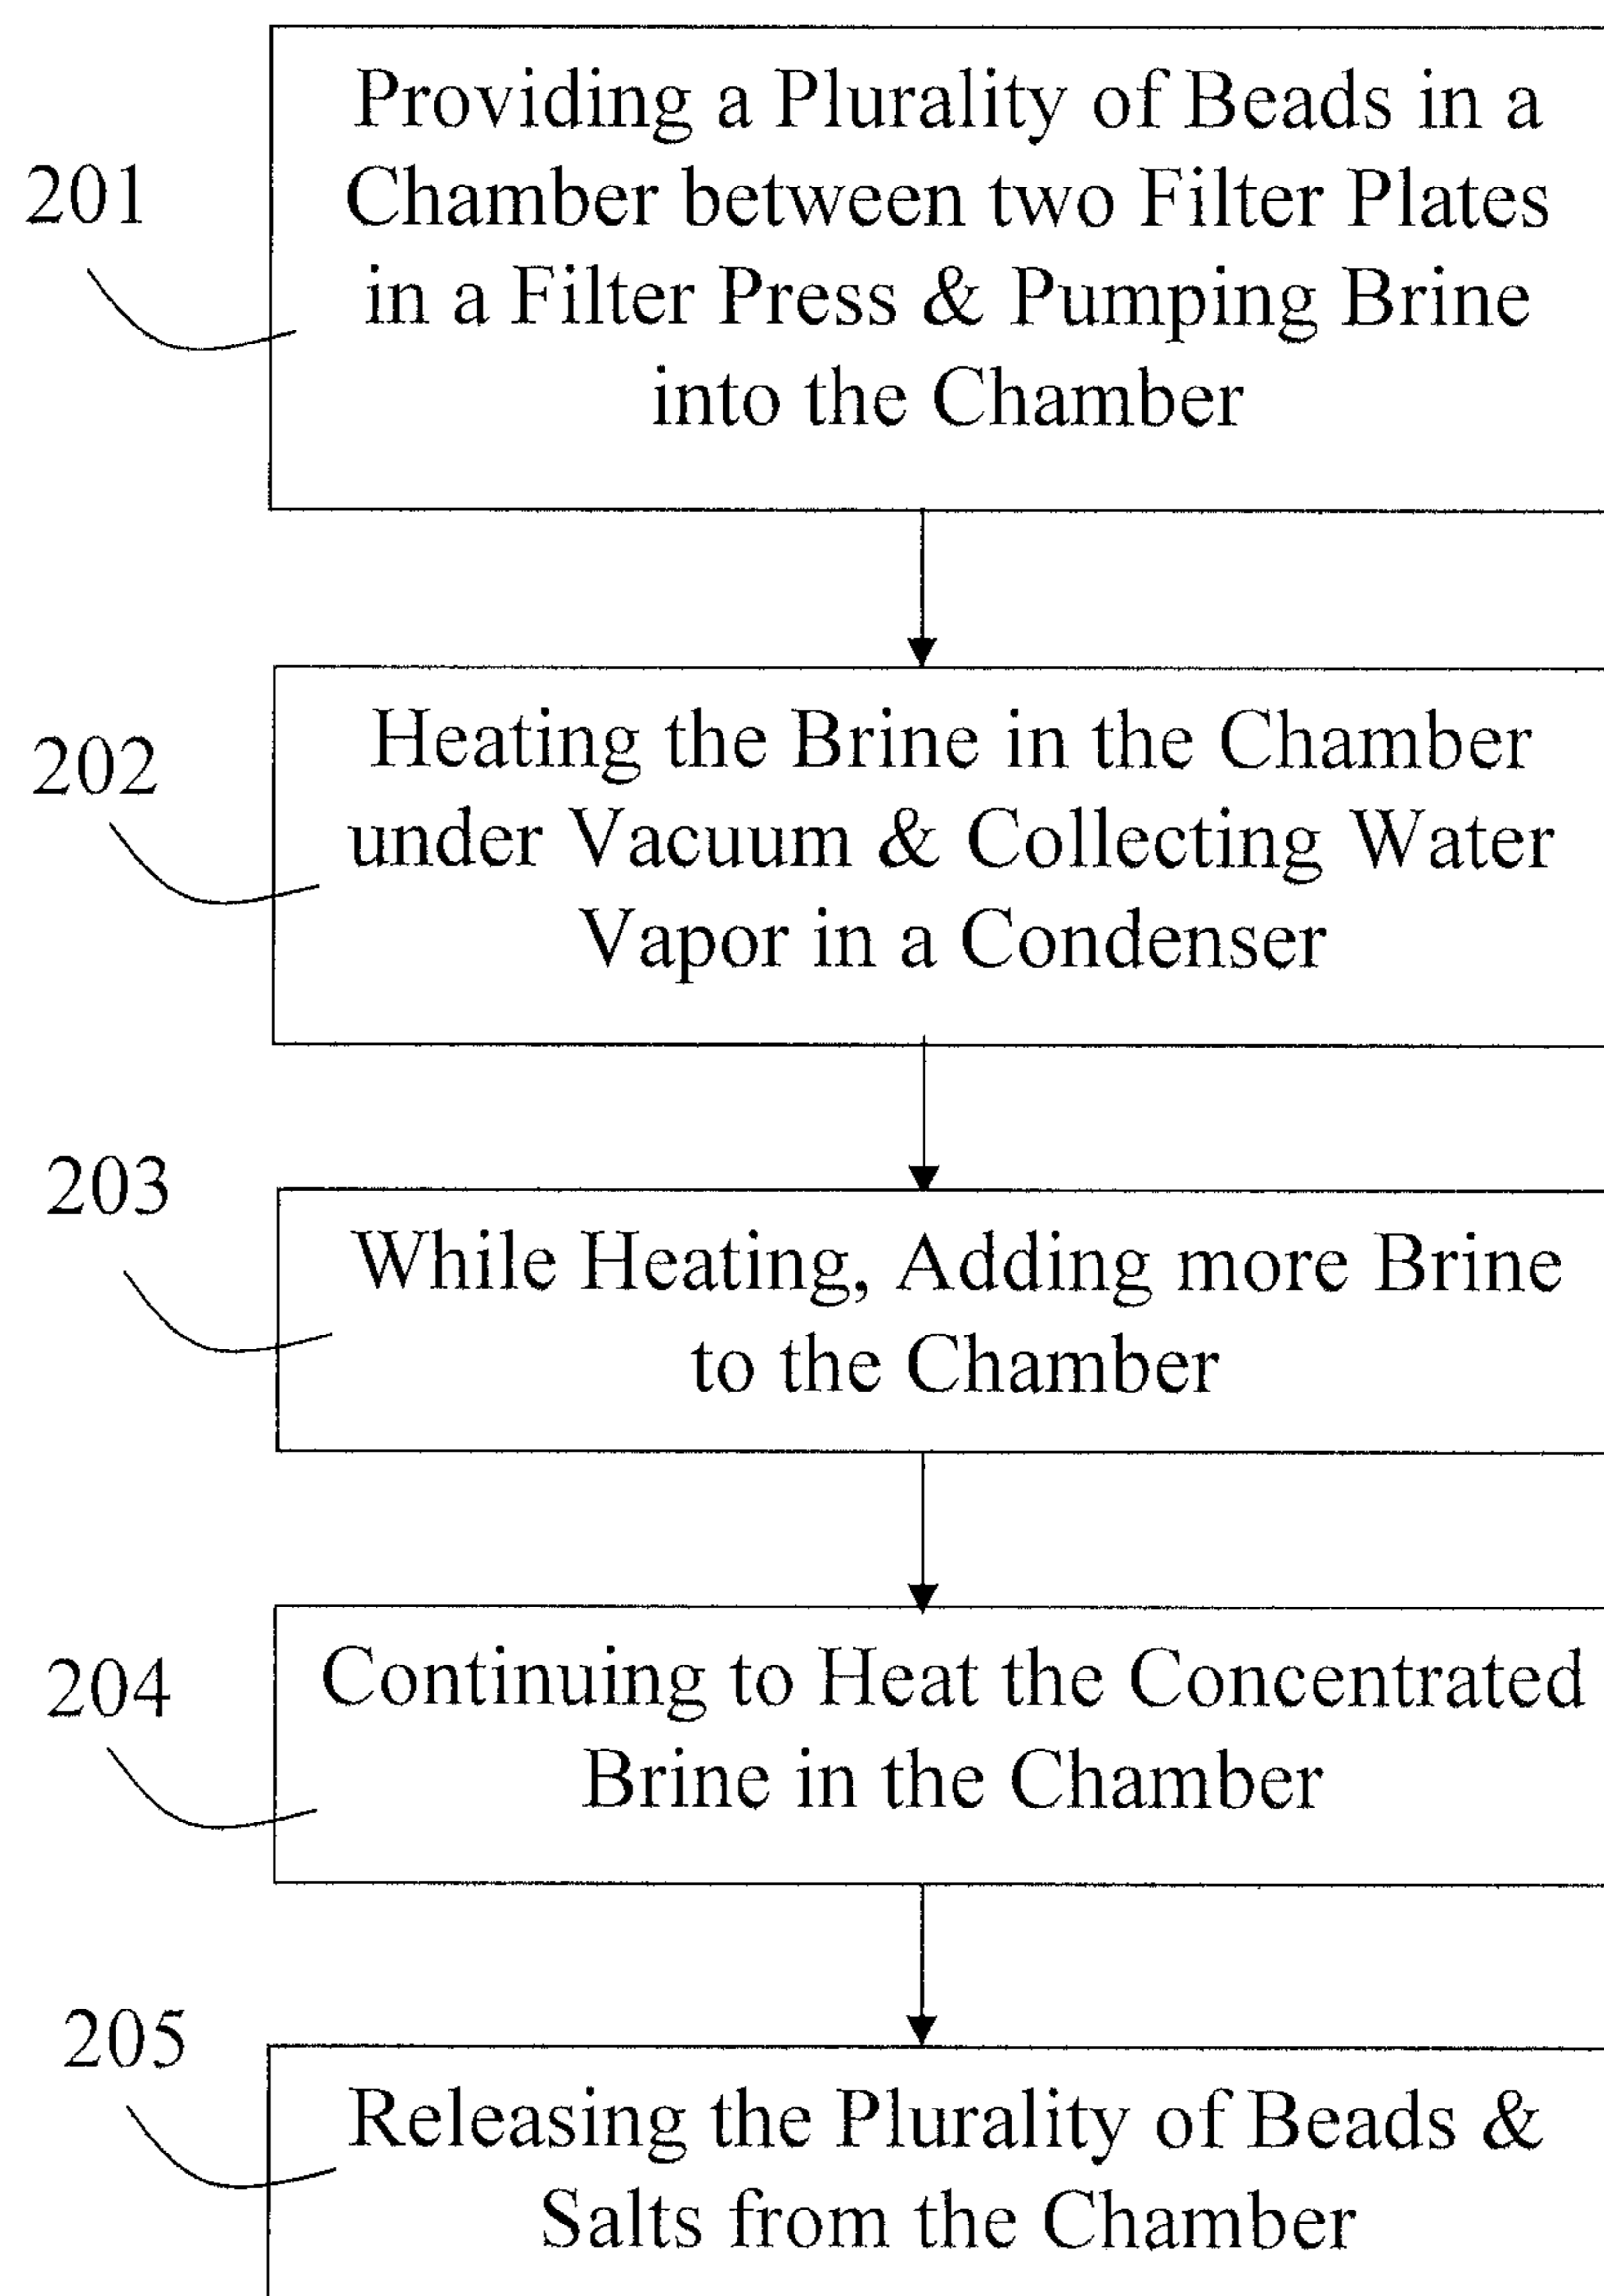 201
Providing a Plurality of Beads in a
Chamber between two Filter Plates
in a Filter Press & Pumping Brine
into the Chamber
202
Heating the Brine in the Chamber
under Vacuum & Collecting Water
Vapor in a Condenser
203
While Heating, Adding more Brine
to the Chamber
204
Continuing to Heat the Concentrated
Brine in the Chamber
205
Releasing the Plurality of Beads &
Salts from the Chamber